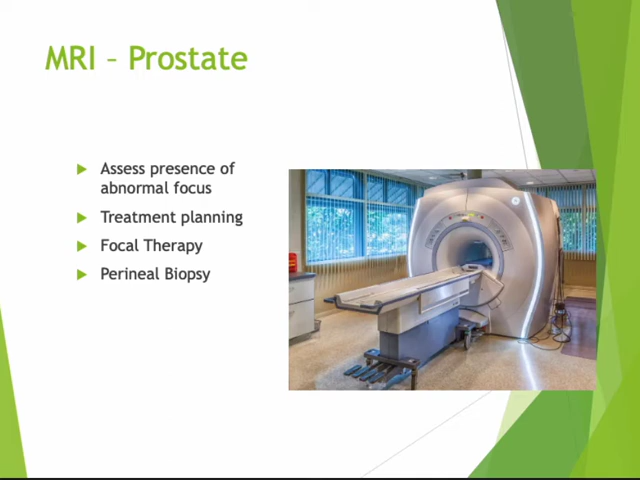 MRI – Prostate
Assess presence of
abnormal focus
Treatment planning
Focal Therapy
Perineal Biopsy